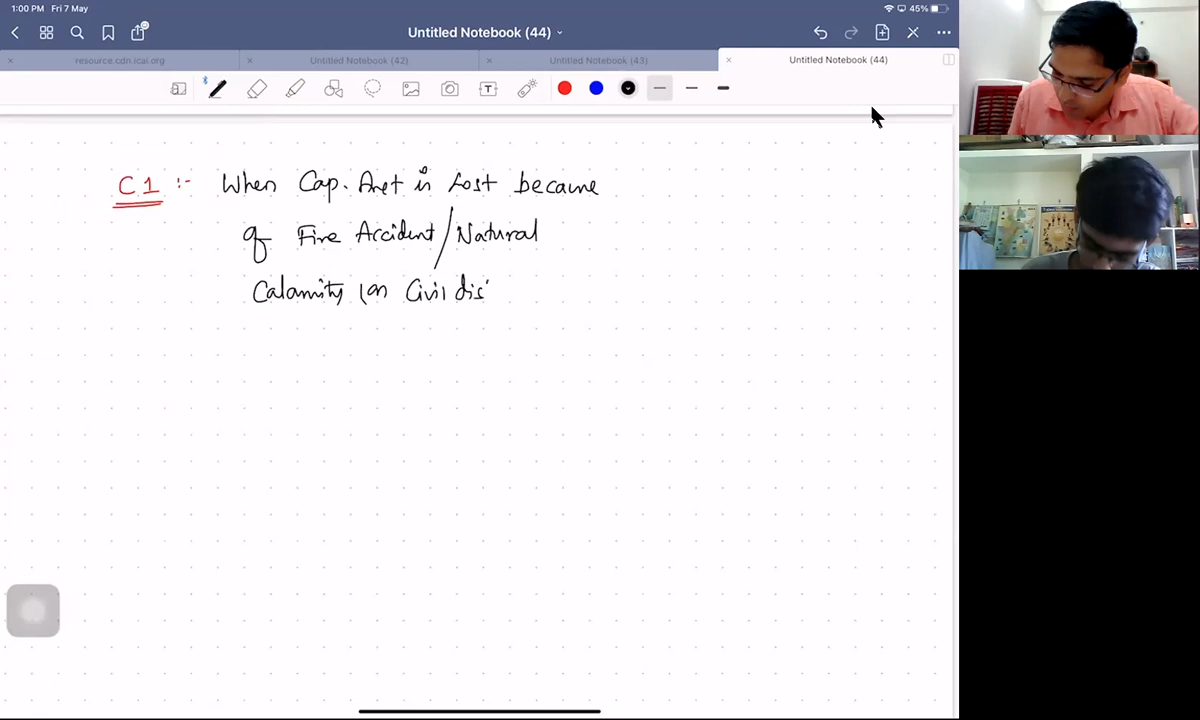 1:00 PM Fri 7 May
45%
Untitled Notebook (44)
resource.cdn.icai.org
Untitled Notebook (42)
Untitled Notebook (43)
Untitled Notebook (44)
C1 :- When Cap. Asset is Lost because
of Fire Accident/Natural
Calamity (or Civil dis